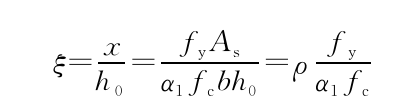 ξ = x/h₀ = f_y A_s / (α₁ f_c b h₀) = ρ f_y / (α₁ f_c)